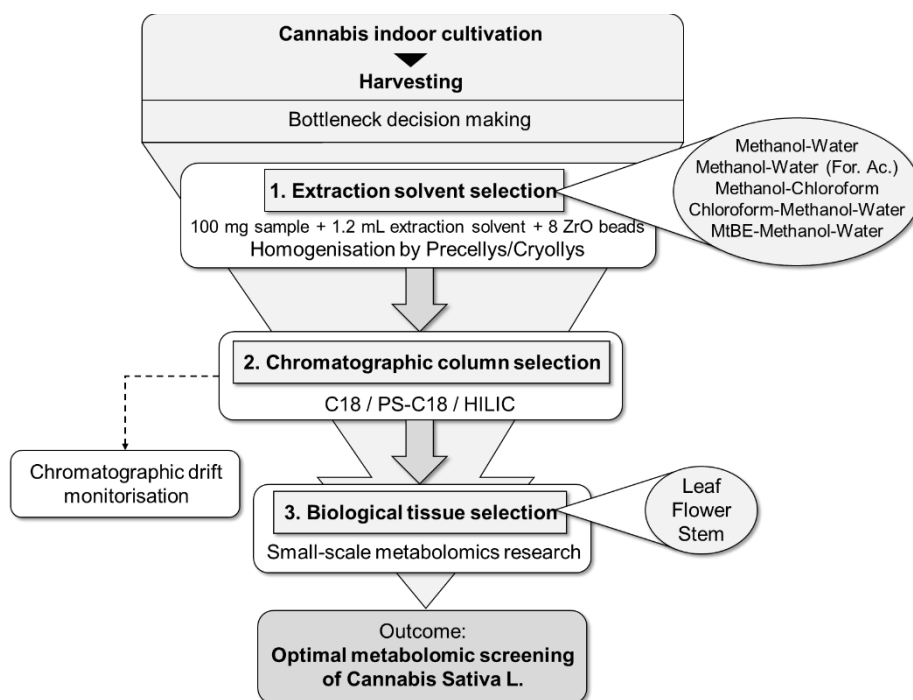 Cannabis indoor cultivation
Harvesting
Bottleneck decision making
1. Extraction solvent selection
100 mg sample + 1.2 mL extraction solvent + 8 ZrO beads
Homogenisation by Precellys/Cryollys
Methanol-Water
Methanol-Water (For. Ac.)
Methanol-Chloroform
Chloroform-Methanol-Water
MtBE-Methanol-Water
2. Chromatographic column selection
C18 / PS-C18 / HILIC
Chromatographic drift
monitorisation
3. Biological tissue selection
Small-scale metabolomics research
Leaf
Flower
Stem
Outcome:
Optimal metabolomic screening
of Cannabis Sativa L.